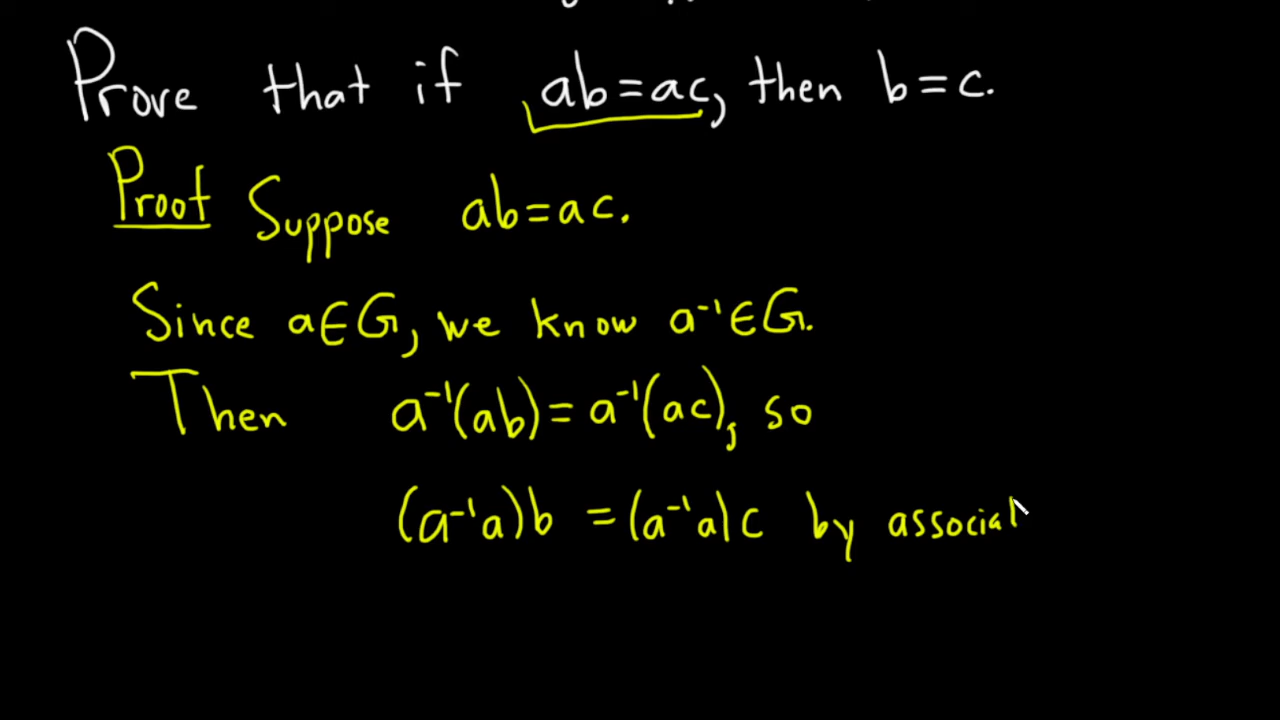 Prove that if ab=ac, then b=c.
Proof Suppose ab=ac.
Since a∈G, we know a⁻¹∈G.
Then a⁻¹(ab)=a⁻¹(ac), so
(a⁻¹a)b = (a⁻¹a)c by associat